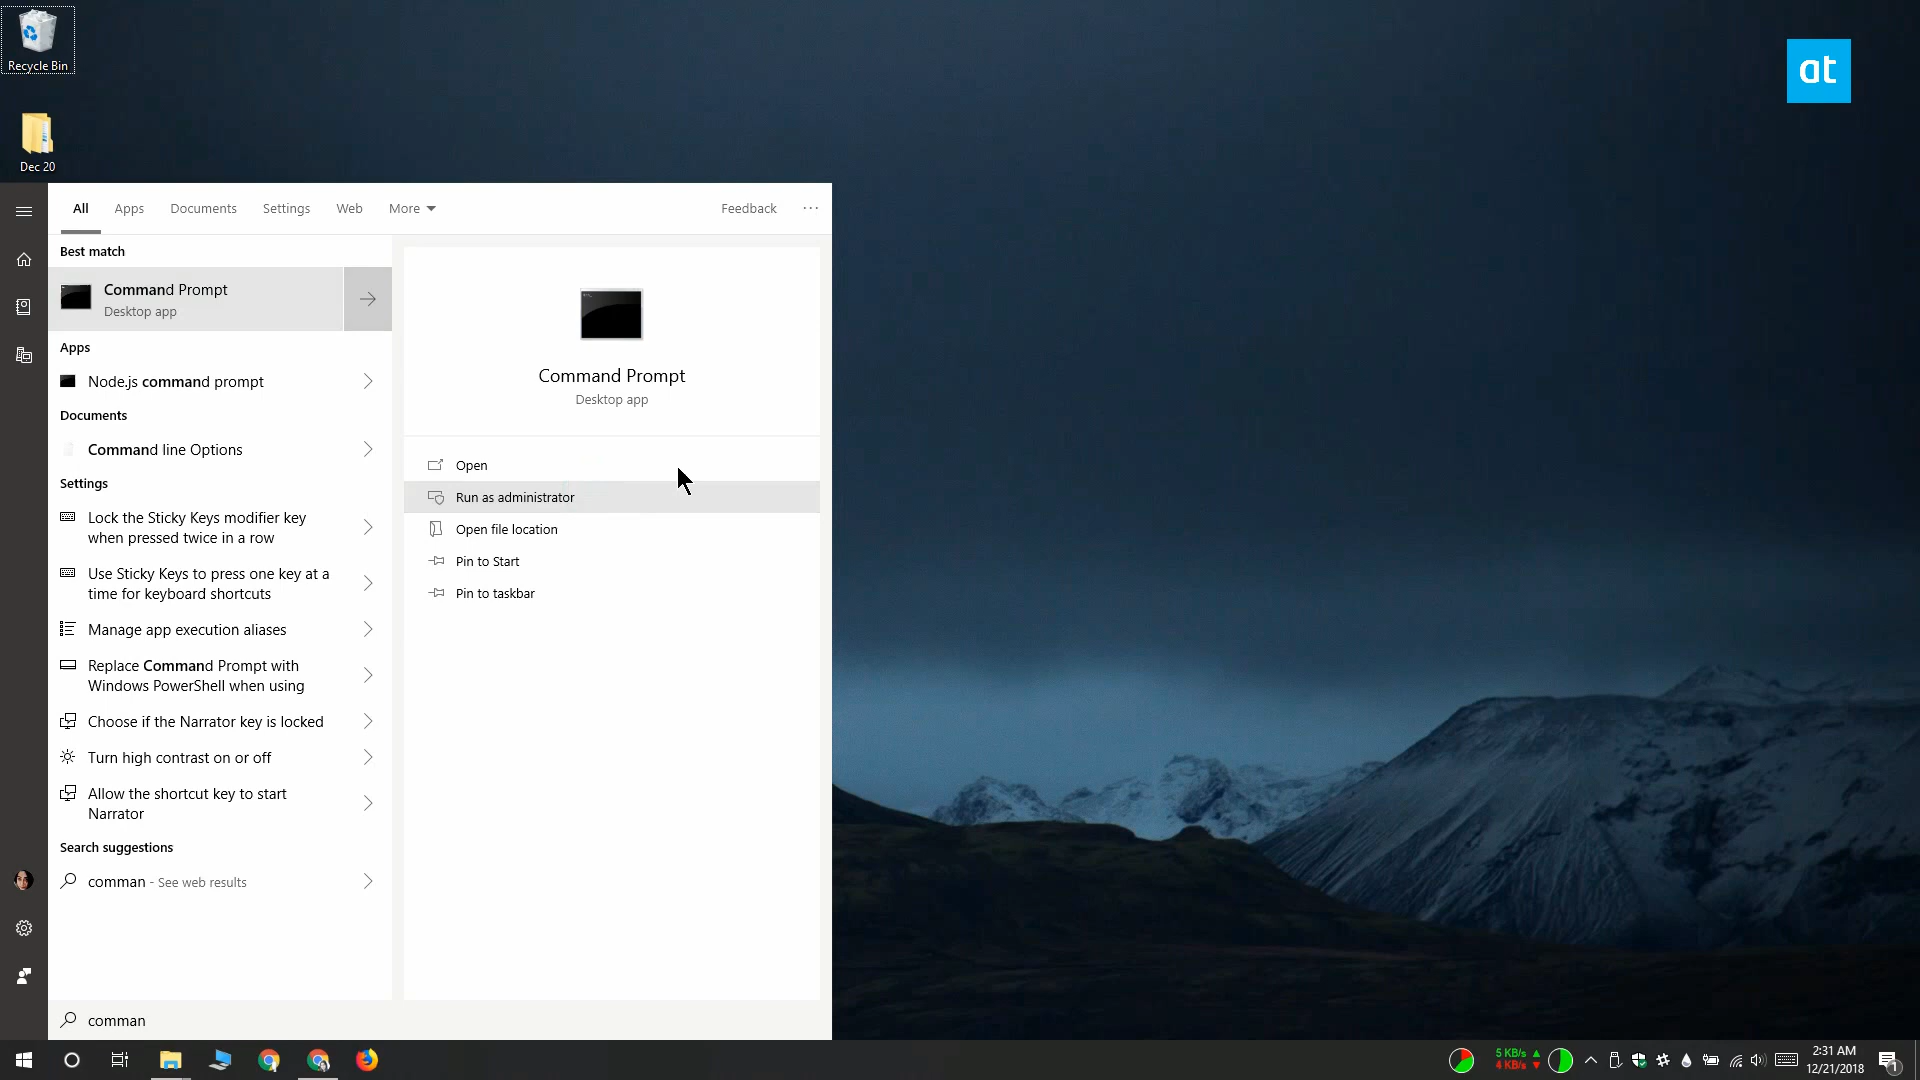 Recycle Bin
at
Dec 20
All Apps Documents Settings Web More Feedback
Best match
Command Prompt
Desktop app
Apps
Node.js command prompt
Documents
Command line Options
Settings
Lock the Sticky Keys modifier key
when pressed twice in a row
Use Sticky Keys to press one key at a
time for keyboard shortcuts
Manage app execution aliases
Replace Command Prompt with
Windows PowerShell when using
Choose if the Narrator key is locked
Turn high contrast on or off
Allow the shortcut key to start
Narrator
Search suggestions
comman - See web results
Command Prompt
Desktop app
Open
Run as administrator
Open file location
Pin to Start
Pin to taskbar
comman
5 KB/s
4 KB/s
2:31 AM
12/21/2018
1